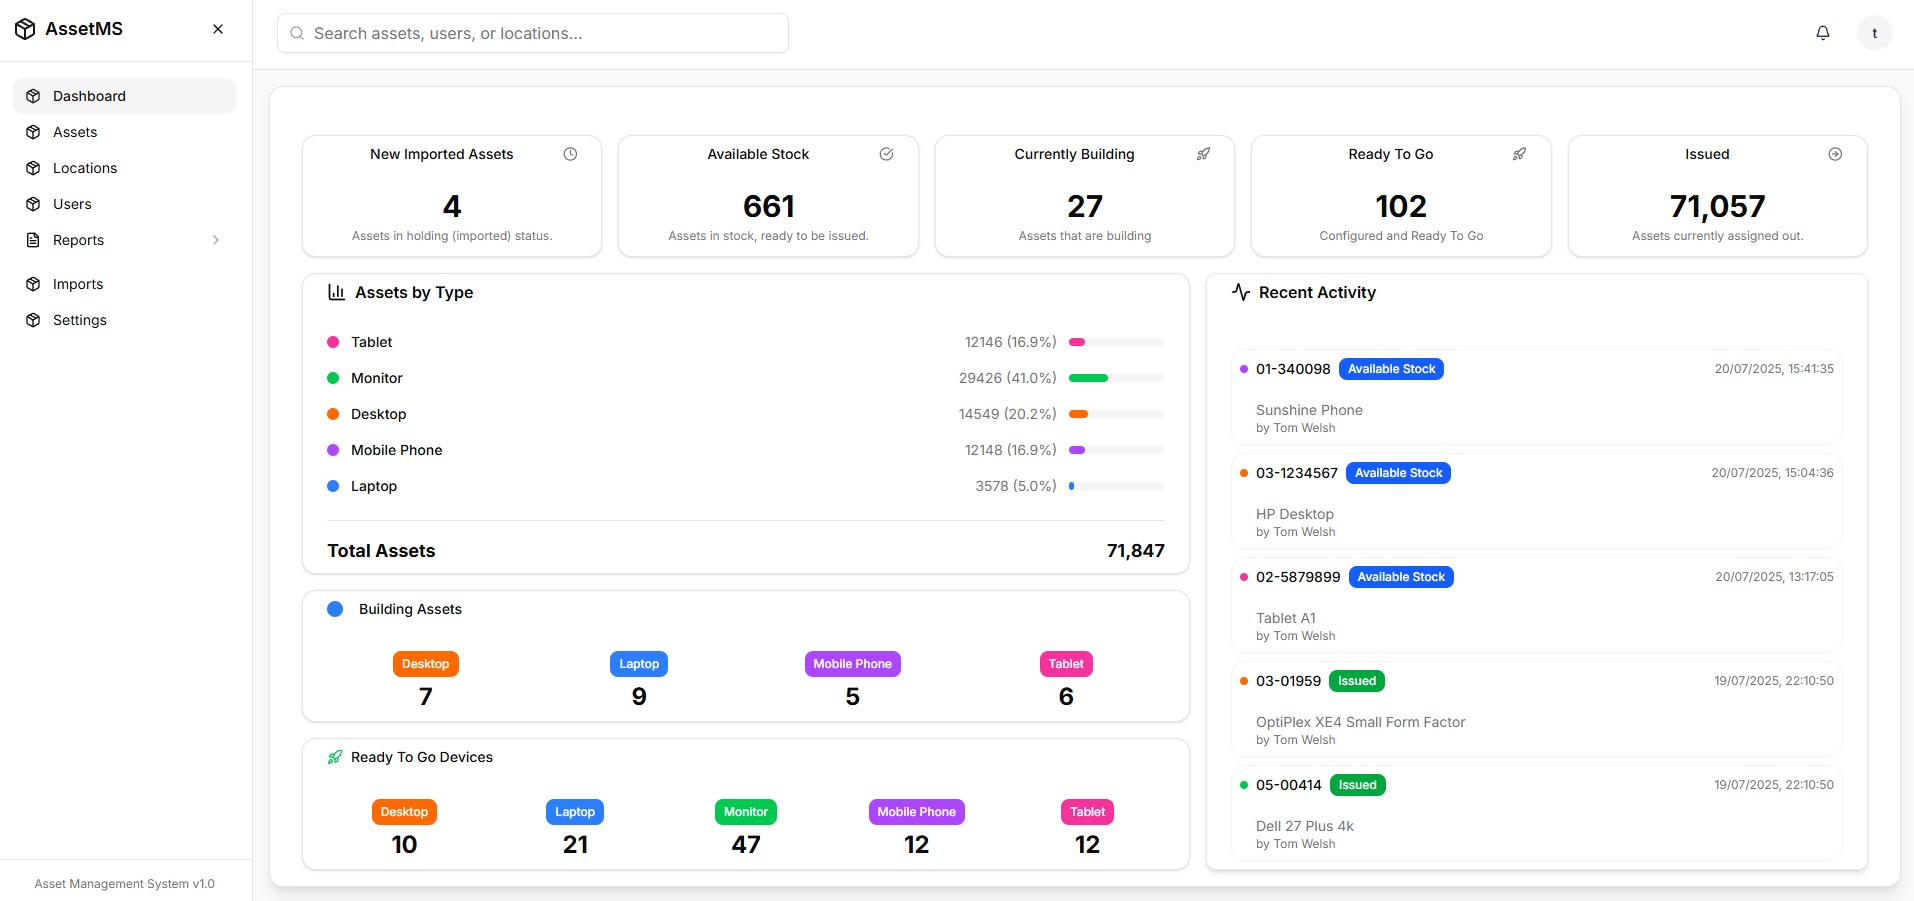 AssetMS
Search assets, users, or locations...
t
Dashboard
Assets
Locations
Users
Reports
Imports
Settings
Asset Management System v1.0
New Imported Assets
4
Assets in holding (imported) status.
Available Stock
661
Assets in stock, ready to be issued.
Currently Building
27
Assets that are building
Ready To Go
102
Configured and Ready To Go
Issued
71,057
Assets currently assigned out.
Assets by Type
Tablet 12146 (16.9%)
Monitor 29426 (41.0%)
Desktop 14549 (20.2%)
Mobile Phone 12148 (16.9%)
Laptop 3578 (5.0%)
Total Assets 71,847
Building Assets
Desktop Laptop Mobile Phone Tablet
7 9 5 6
Ready To Go Devices
Desktop Laptop Monitor Mobile Phone Tablet
10 21 47 12 12
Recent Activity
01-340098 Available Stock 20/07/2025, 15:41:35
Sunshine Phone
by Tom Welsh
03-1234567 Available Stock 20/07/2025, 15:04:36
HP Desktop
by Tom Welsh
02-5879899 Available Stock 20/07/2025, 13:17:05
Tablet A1
by Tom Welsh
03-01959 Issued 19/07/2025, 22:10:50
OptiPlex XE4 Small Form Factor
by Tom Welsh
05-00414 Issued 19/07/2025, 22:10:50
Dell 27 Plus 4k
by Tom Welsh